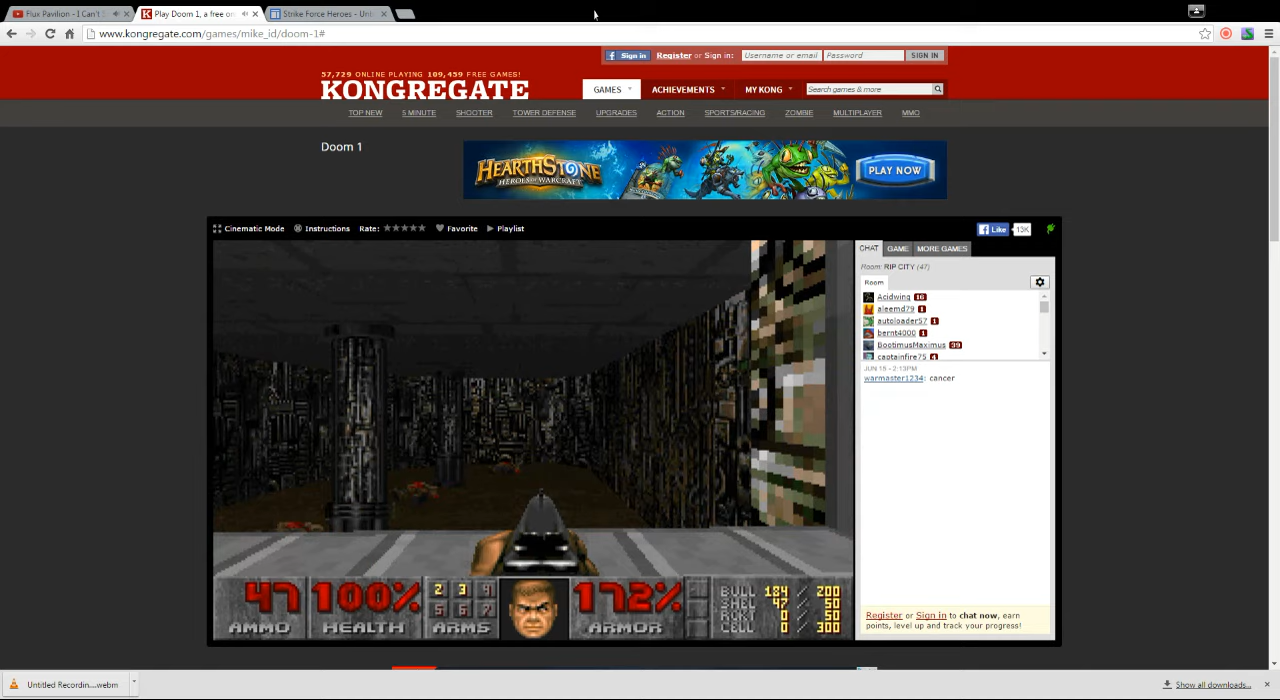 Flux Pavilion - I Can't S
Play Doom 1, a free on
Strike Force Heroes - Unb
www.kongregate.com/games/mike_id/doom-1#
Sign in
Register or Sign in:
Username or email
Password
SIGN IN
57,729 ONLINE PLAYING 109,459 FREE GAMES!
KONGREGATE
GAMES
ACHIEVEMENTS
MY KONG
Search games & more
TOP NEW
5 MINUTE
SHOOTER
TOWER DEFENSE
UPGRADES
ACTION
SPORTS/RACING
ZOMBIE
MULTIPLAYER
MMO
Doom 1
HEARTHSTONE
HEROES OF WARCRAFT
PLAY NOW
Cinematic Mode
Instructions
Rate:
Favorite
Playlist
Like
13K
CHAT
GAME
MORE GAMES
Room: RIP CITY (47)
Room
Acidwing 16
aleemd79 1
autoloader57 1
bernt4000 1
BootimusMaximus 39
captainfire75 4
JUN 15 - 2:13PM
warmaster1234: cancer
47
100%
2 3 4
5 6 7
172%
BULL 184 / 200
SHEL 47 / 50
RCKT 0 / 50
CELL 0 / 300
AMMO
HEALTH
ARMS
ARMOR
Register or Sign in to chat now, earn
points, level up and track your progress!
Untitled Recordin....webm
Show all downloads...